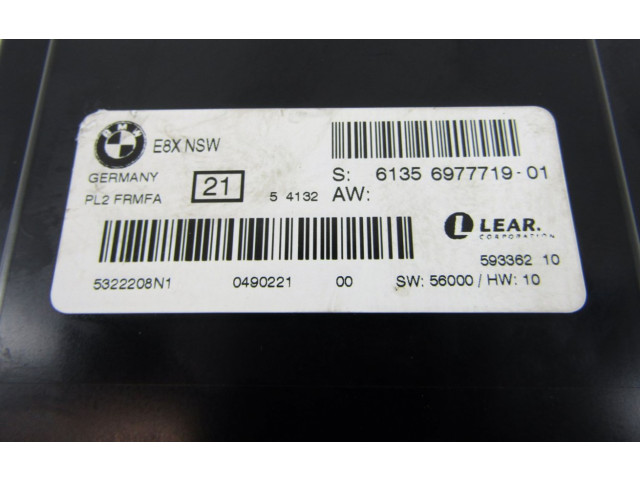 BMW
E8X NSW
GERMANY
PL2 FRMFA
21
5 4132
S: 6135 6977719-01
AW:
LEAR.
CORPORATION
593362 10
5322208N1 0490221 00 SW: 56000 / HW: 10